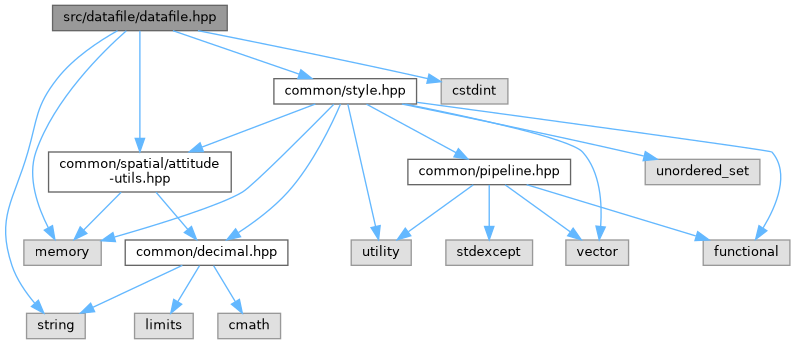 src/datafile/datafile.hpp
common/style.hpp
cstdint
common/spatial/attitude
-utils.hpp
common/pipeline.hpp
unordered_set
memory
common/decimal.hpp
utility
stdexcept
vector
functional
string
limits
cmath